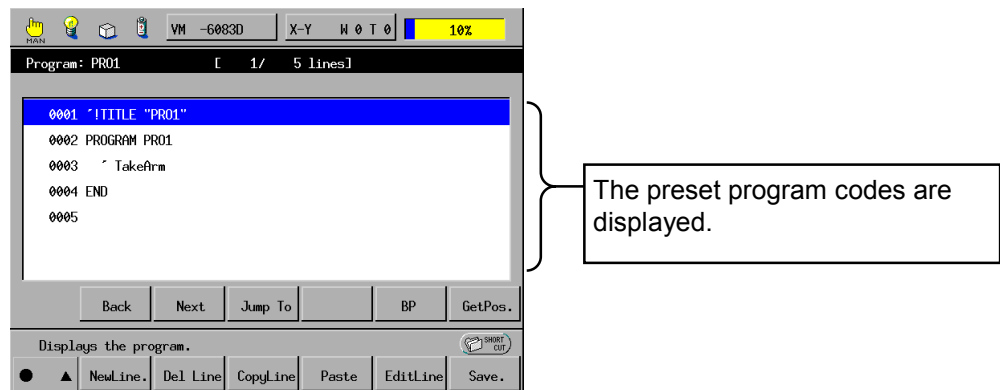 MAN VM -6083D X-Y W 0 T 0 10%
Program: PRO1 [ 1/ 5 lines]
0001 ´!TITLE "PRO1"
0002 PROGRAM PRO1
0003 ´ TakeArm
0004 END
0005
The preset program codes are
displayed.
Back Next Jump To BP GetPos.
Displays the program. SHORT
CUT
NewLine. Del Line CopyLine Paste EditLine Save.